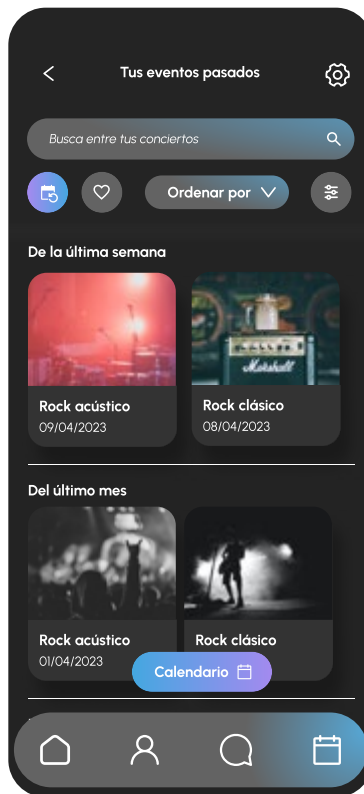 Tus eventos pasados
Busca entre tus conciertos
Ordenar por
De la última semana
Marshall
Rock acústico
09/04/2023
Rock clásico
08/04/2023
Del último mes
Rock acústico
01/04/2023
Rock clásico
Calendario